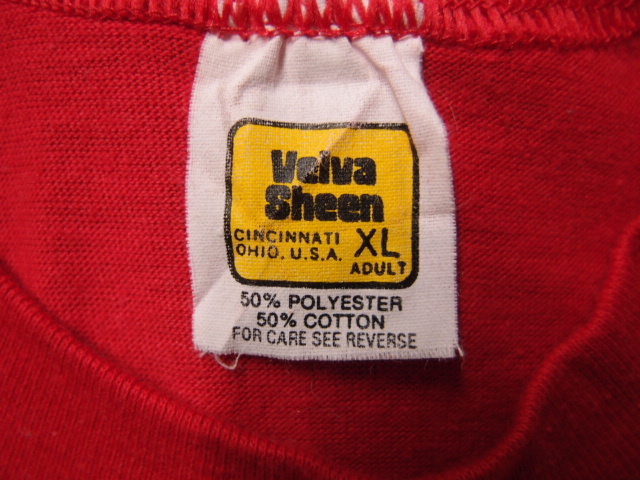 Velva
Sheen
CINCINNATI
OHIO, U.S.A.
XL
ADULT
50% POLYESTER
50% COTTON
FOR CARE SEE REVERSE